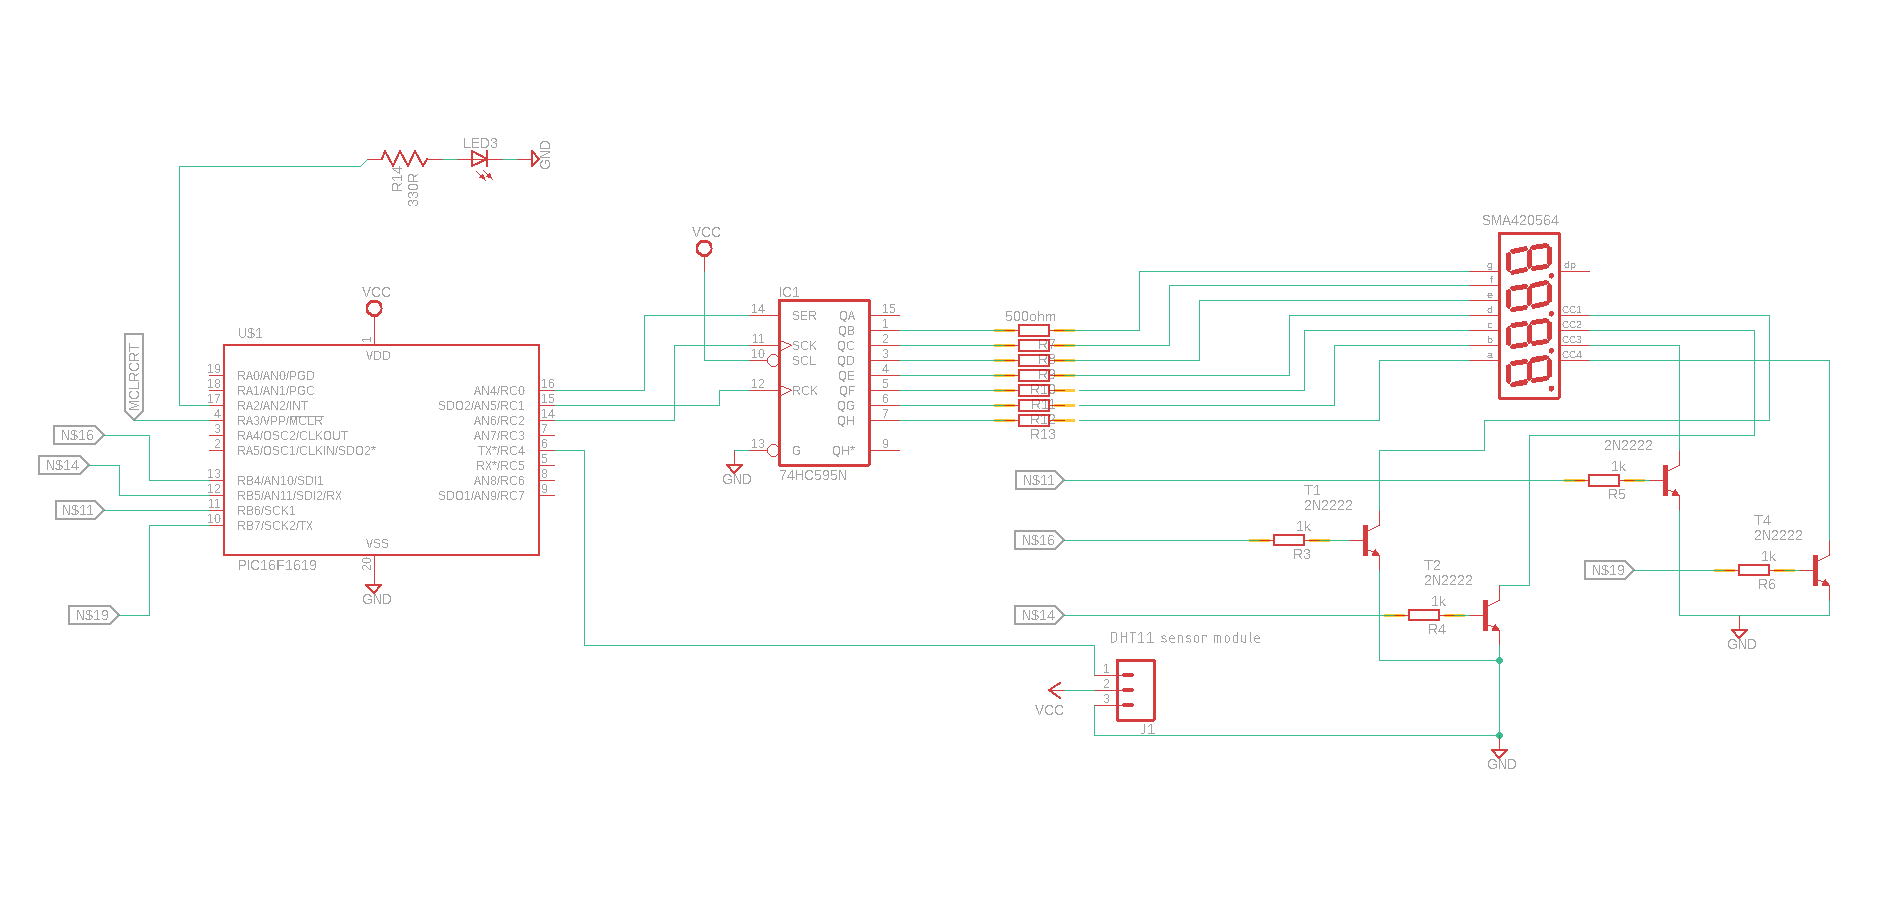 LED3
GND
R14
330R
SMA420564
VCC
VCC
IC1
14 SER QA 15
QB 1
11 SCK QC 2
10 SCL QD 3
QE 4
12 RCK QF 5
QG 6
QH 7
13 G QH* 9
74HC595N
GND
500ohm
R7
R8
R9
R10
R11
R12
R13
g dp
f
e
d CC1
c CC2
b CC3
a CC4
MCLRCRT
U$1
1
VDD
19 RA0/AN0/PGD
18 RA1/AN1/PGC AN4/RC0 16
17 RA2/AN2/INT SDO2/AN5/RC1 15
4 RA3/VPP/MCLR AN6/RC2 14
3 RA4/OSC2/CLKOUT AN7/RC3 7
2 RA5/OSC1/CLKIN/SDO2* TX*/RC4 6
RX*/RC5 5
13 RB4/AN10/SDI1 AN8/RC6 8
12 RB5/AN11/SDI2/RX SDO1/AN9/RC7 9
11 RB6/SCK1
10 RB7/SCK2/TX
VSS
20
PIC16F1619
GND
N$16
N$14
N$11
N$19
N$11
2N2222
1k
R5
T1
2N2222
N$16
1k
R3
T4
2N2222
N$19
1k
R6
T2
2N2222
N$14
1k
R4
GND
DHT11 sensor module
1
2
3
VCC
J1
GND